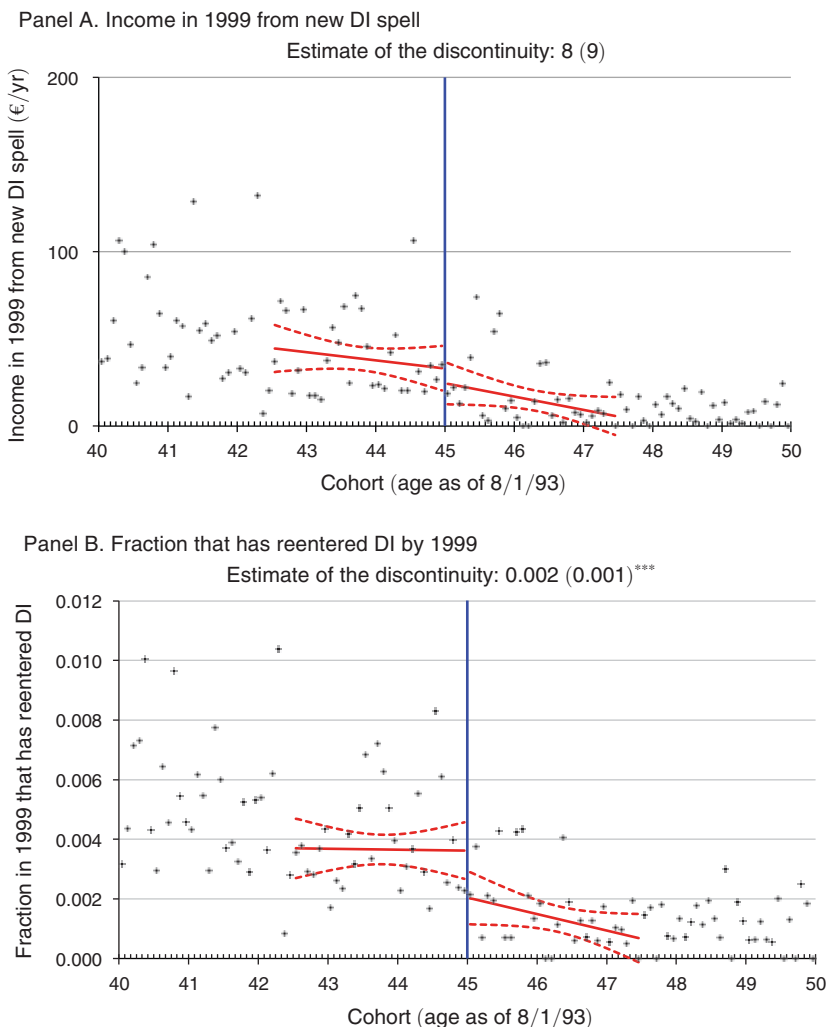 Panel A. Income in 1999 from new DI spell
Estimate of the discontinuity: 8 (9)
Income in 1999 from new DI spell (€/yr)
200
100
0
40 41 42 43 44 45 46 47 48 49 50
Cohort (age as of 8/1/93)
Panel B. Fraction that has reentered DI by 1999
Estimate of the discontinuity: 0.002 (0.001)***
Fraction in 1999 that has reentered DI
0.012
0.010
0.008
0.006
0.004
0.002
0.000
40 41 42 43 44 45 46 47 48 49 50
Cohort (age as of 8/1/93)